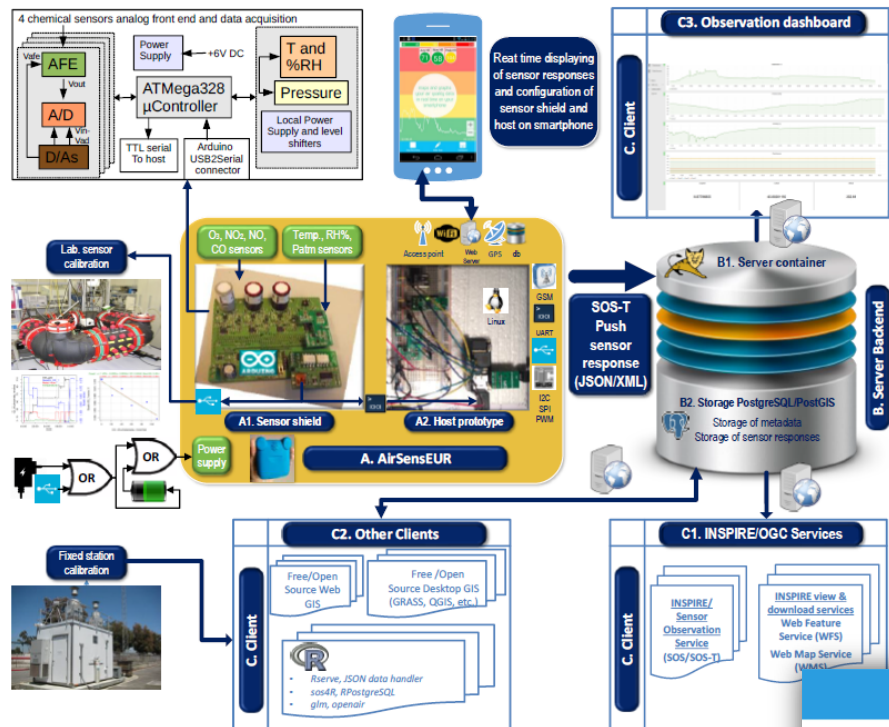 4 chemical sensors analog front end and data acquisition
Vafe
AFE
Vout
A/D
Vin-
Vad
D/As
Power
Supply
+6V DC
ATMega328
µController
TTL serial
To host
Arduino
USB2Serial
connector
T and
%RH
Pressure
Local Power
Supply and level
shifters
Reat time displaying
of sensor responses
and configuration of
sensor shield and
host on smartphone
C3. Observation dashboard
C. Client
Lab. sensor
calibration
O₃, NO₂, NO,
CO sensors
Temp., RH%,
Patm sensors
Access point
WiFi
Web
Server
GPS
db
Linux
GSM
UART
I2C
SPI
PWM
ARDUINO
A1. Sensor shield
A2. Host prototype
A. AirSensEUR
Power
supply
OR
OR
SOS-T
Push
sensor
response
(JSON/XML)
B1. Server container
B2. Storage PostgreSQL/PostGIS
Storage of metadata
Storage of sensor responses
B. Server Backend
Fixed station
calibration
C2. Other Clients
C. Client
Free/Open
Source Web
GIS
Free /Open
Source Desktop GIS
(GRASS, QGIS, etc.)
R
• Rserve, JSON data handler
• sos4R, RPostgreSQL
• glm, openair
C1. INSPIRE/OGC Services
C. Client
INSPIRE/
Sensor
Observation
Service
(SOS/SOS-T)
INSPIRE view &
download services
Web Feature
Service (WFS)
Web Map Service
(WMS)